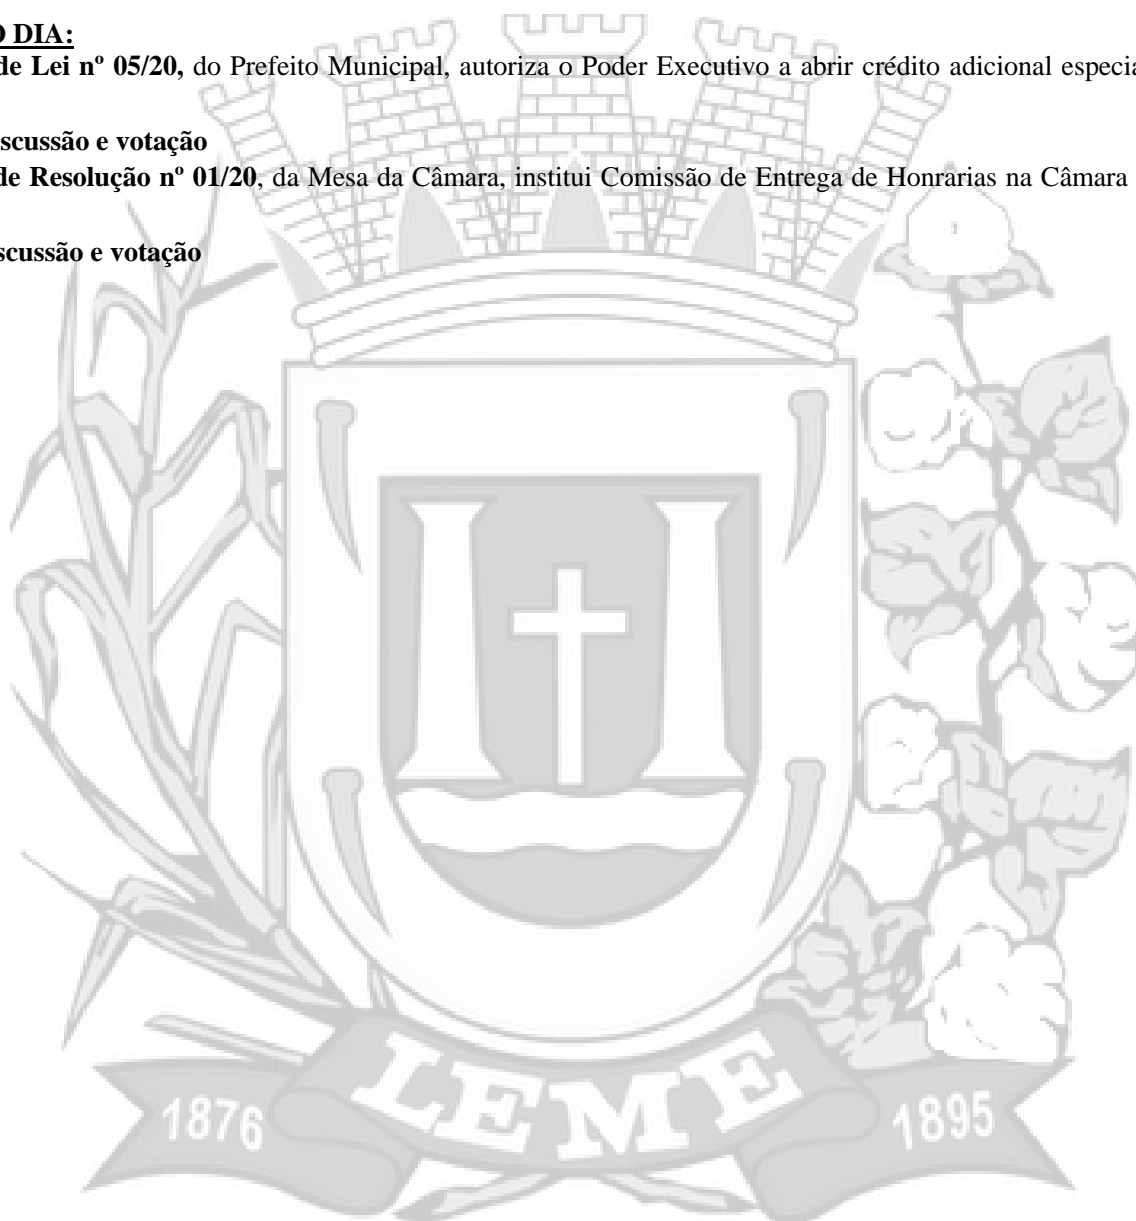 O DIA:
de Lei nº 05/20, do Prefeito Municipal, autoriza o Poder Executivo a abrir crédito adicional especia
scussão e votação
de Resolução nº 01/20, da Mesa da Câmara, institui Comissão de Entrega de Honrarias na Câmara
scussão e votação
1876
LEME
1895